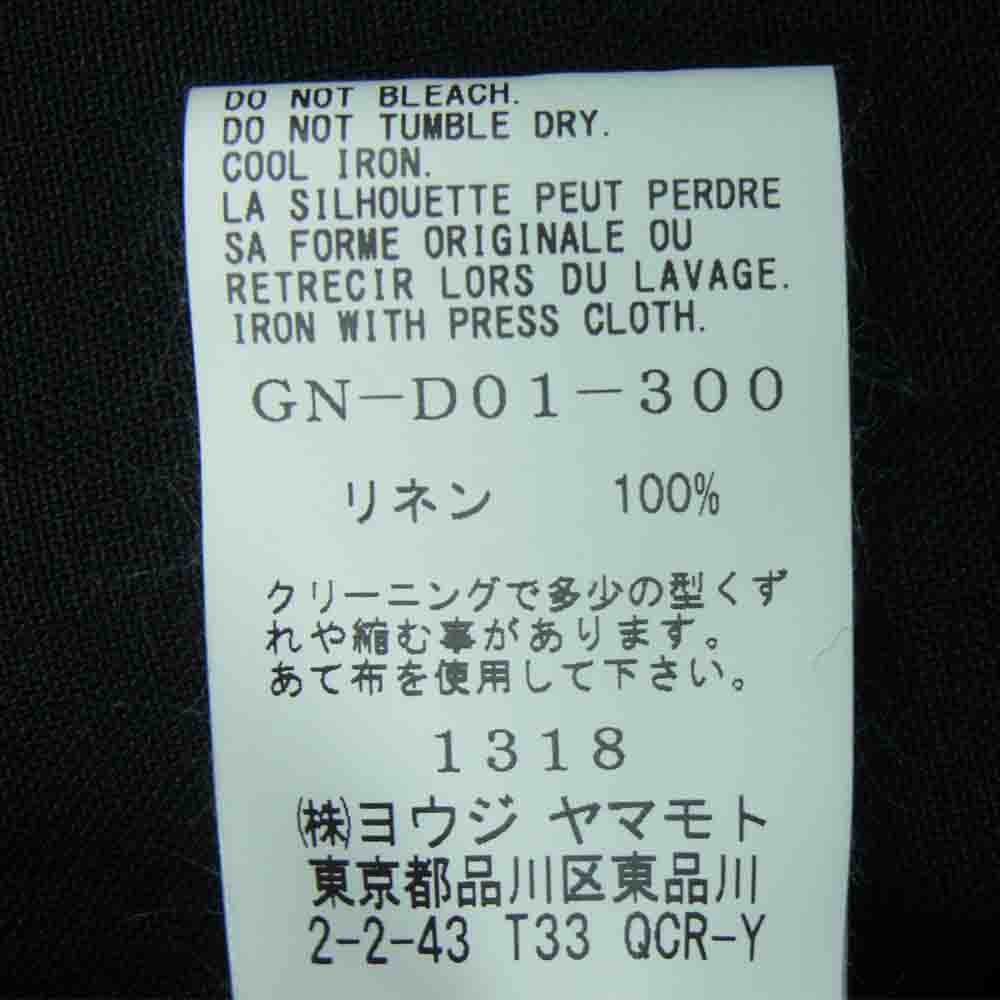 DO NOT BLEACH.
DO NOT TUMBLE DRY.
COOL IRON.
LA SILHOUETTE PEUT PERDRE
SA FORME ORIGINALE OU
RETRECIR LORS DU LAVAGE.
IRON WITH PRESS CLOTH.
GN-D01-300
リネン 100%
クリーニングで多少の型くず
れや縮む事があります。
あて布を使用して下さい。
1318
㈱ヨウジ ヤマモト
東京都品川区東品川
2-2-43 T33 QCR-Y